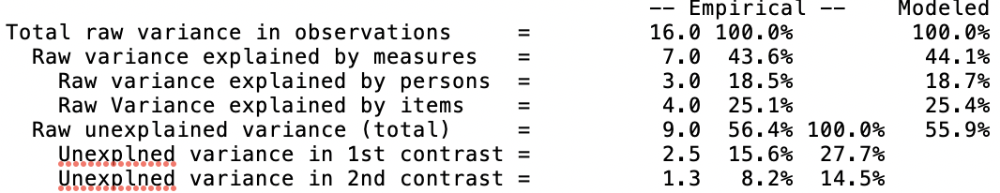 -- Empirical -- Modeled
Total raw variance in observations = 16.0 100.0% 100.0%
Raw variance explained by measures = 7.0 43.6% 44.1%
Raw variance explained by persons = 3.0 18.5% 18.7%
Raw Variance explained by items = 4.0 25.1% 25.4%
Raw unexplained variance (total) = 9.0 56.4% 100.0% 55.9%
Unexplned variance in 1st contrast = 2.5 15.6% 27.7%
Unexplned variance in 2nd contrast = 1.3 8.2% 14.5%